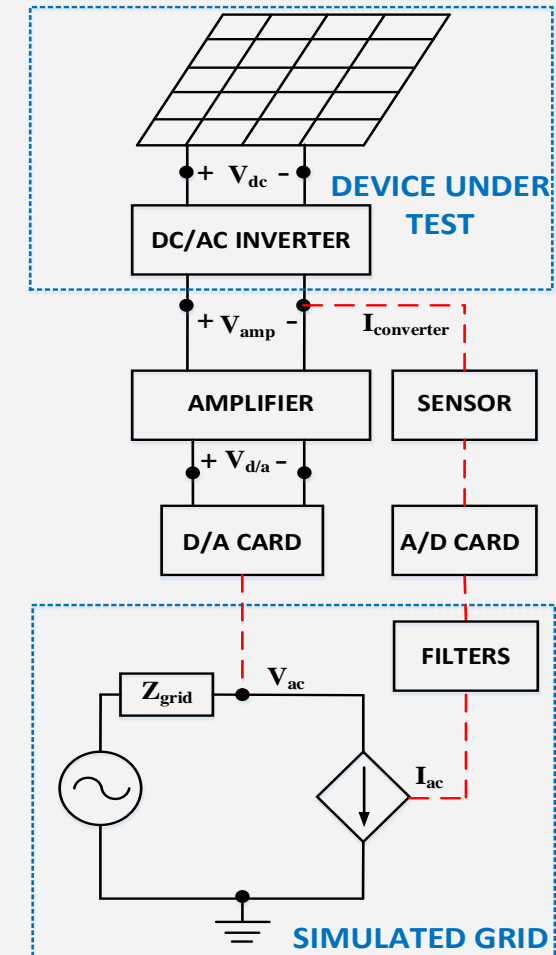 + Vdc -
DEVICE UNDER
TEST
DC/AC INVERTER
+ Vamp -
Iconverter
AMPLIFIER
SENSOR
+ Vd/a -
D/A CARD
A/D CARD
FILTERS
Zgrid
Vac
Iac
SIMULATED GRID